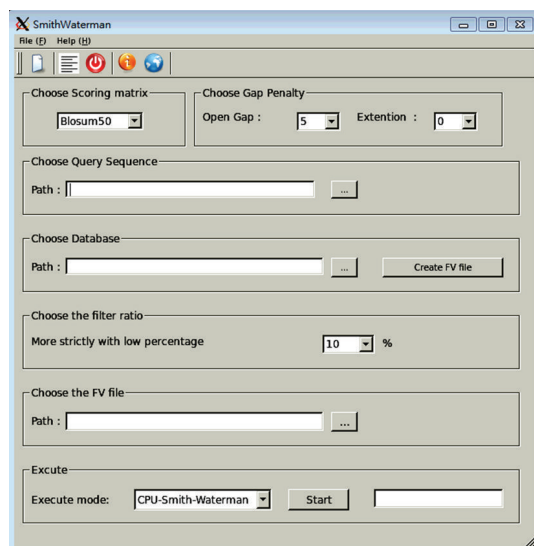 SmithWaterman
File (F) Help (H)
Choose Scoring matrix
Choose Gap Penalty
Blosum50
Open Gap : 5 Extention : 0
Choose Query Sequence
Path : ...
Choose Database
Path : ... Create FV file
Choose the filter ratio
More strictly with low percentage 10 %
Choose the FV file
Path : ...
Excute
Execute mode: CPU-Smith-Waterman Start